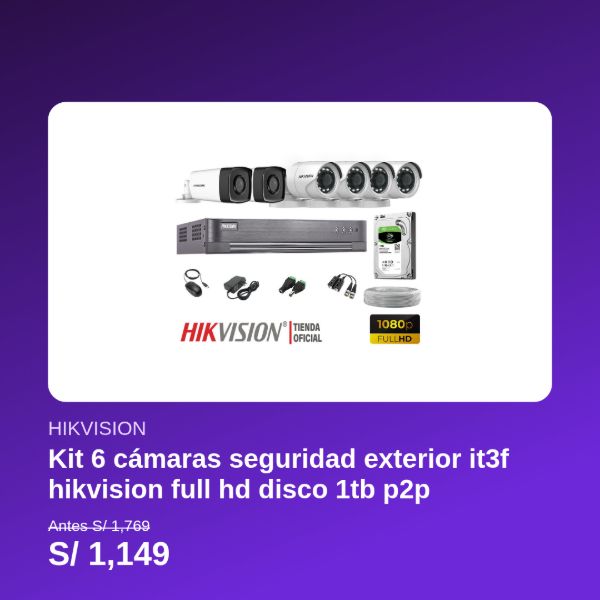 HIKVISION® TIENDA
OFICIAL
1080p
FULLHD
HIKVISION
Kit 6 cámaras seguridad exterior it3f
hikvision full hd disco 1tb p2p
Antes S/ 1,769
S/ 1,149